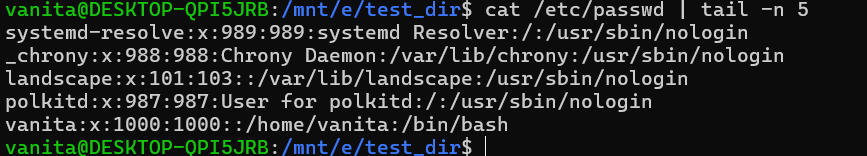 vanita@DESKTOP-QPI5JRB:/mnt/e/test_dir$ cat /etc/passwd | tail -n 5
systemd-resolve:x:989:989:systemd Resolver:/:/usr/sbin/nologin
_chrony:x:988:988:Chrony Daemon:/var/lib/chrony:/usr/sbin/nologin
landscape:x:101:103::/var/lib/landscape:/usr/sbin/nologin
polkitd:x:987:987:User for polkitd:/:/usr/sbin/nologin
vanita:x:1000:1000::/home/vanita:/bin/bash
vanita@DESKTOP-QPI5JRB:/mnt/e/test_dir$